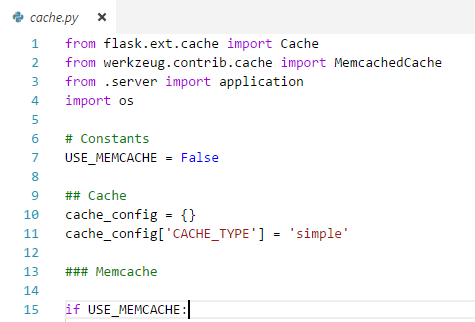 cache.py ×
1 from flask.ext.cache import Cache
2 from werkzeug.contrib.cache import MemcachedCache
3 from .server import application
4 import os
5
6 # Constants
7 USE_MEMCACHE = False
8
9 ## Cache
10 cache_config = {}
11 cache_config['CACHE_TYPE'] = 'simple'
12
13 ### Memcache
14
15 if USE_MEMCACHE: